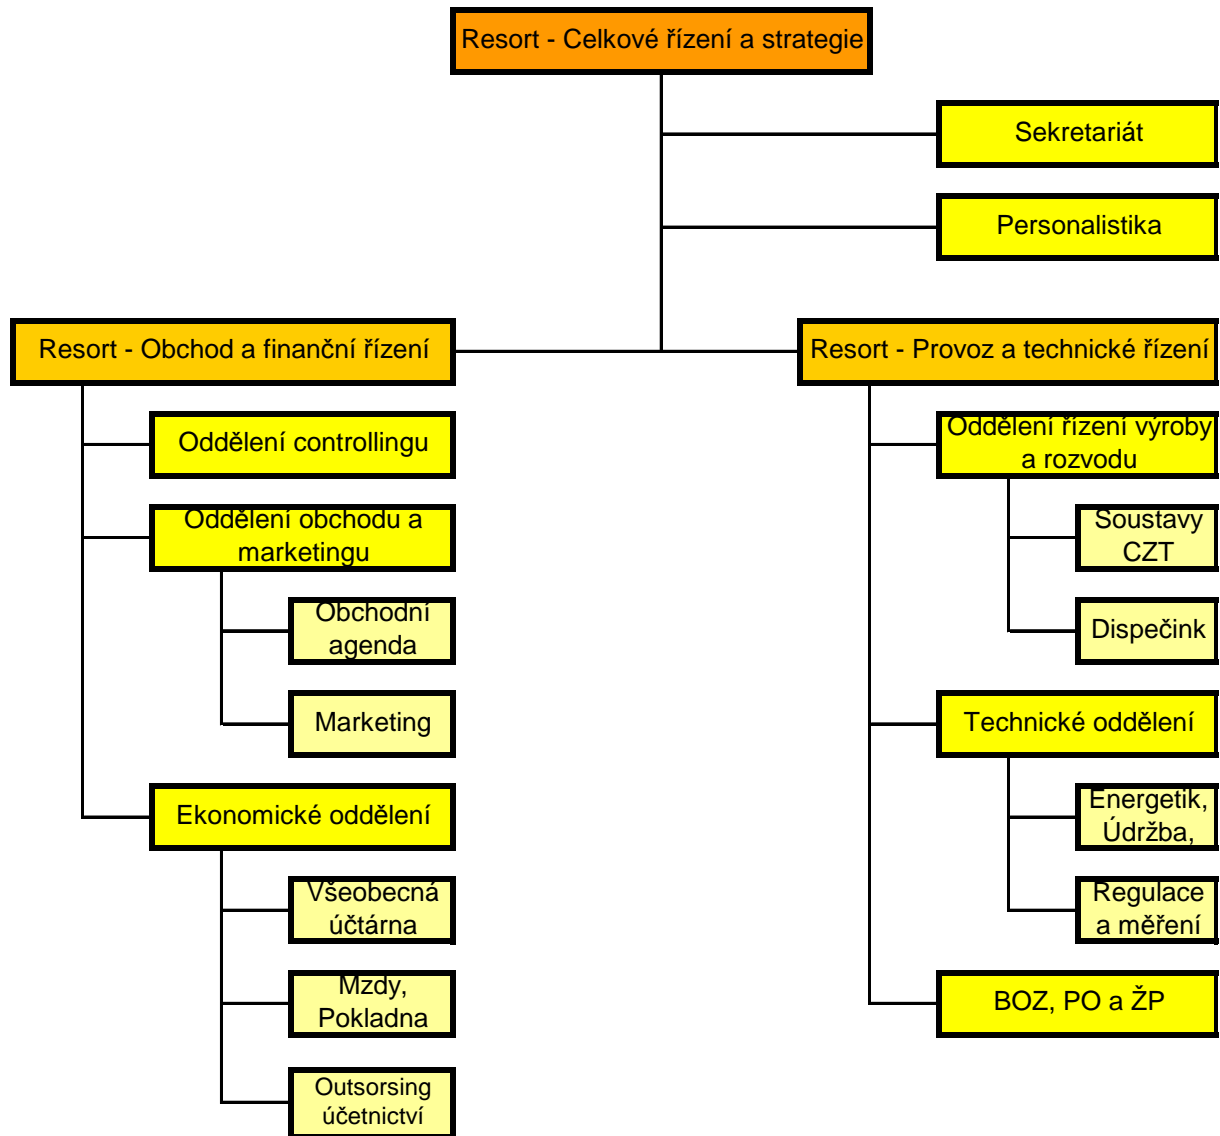 Resort - Celkové řízení a strategie
Sekretariát
Personalistika
Resort - Obchod a finanční řízení
Resort - Provoz a technické řízení
Oddělení controllingu
Oddělení obchodu a
marketingu
Obchodní
agenda
Marketing
Ekonomické oddělení
Všeobecná
účtárna
Mzdy,
Pokladna
Outsorsing
účetnictví
Oddělení řízení výroby
a rozvodu
Soustavy
CZT
Dispečink
Technické oddělení
Energetik,
Údržba,
Regulace
a měření
BOZ, PO a ŽP